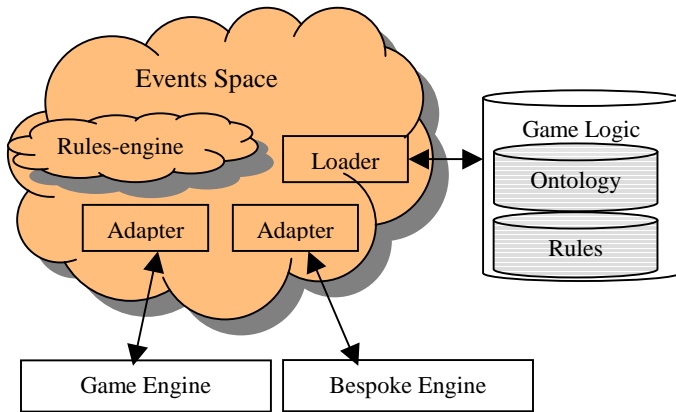 Events Space
Rules-engine
Loader
Game Logic
Ontology
Rules
Adapter
Adapter
Game Engine
Bespoke Engine